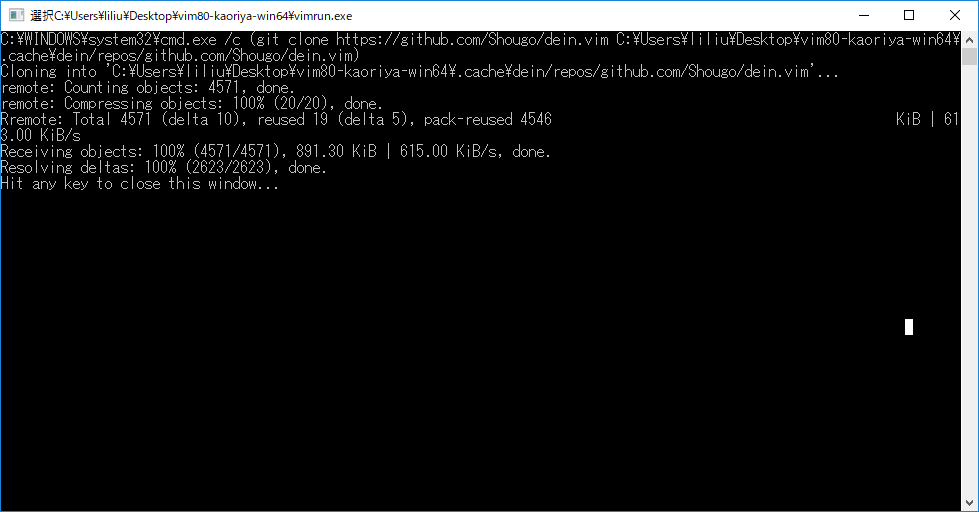 選択C:¥Users¥liliu¥Desktop¥vim80-kaoriya-win64¥vimrun.exe
C:¥WINDOWS¥system32¥cmd.exe /c (git clone https://github.com/Shougo/dein.vim C:¥Users¥liliu¥Desktop¥vim80-kaoriya-win64¥
.cache¥dein/repos/github.com/Shougo/dein.vim)
Cloning into 'C:¥Users¥liliu¥Desktop¥vim80-kaoriya-win64¥.cache¥dein/repos/github.com/Shougo/dein.vim'...
remote: Counting objects: 4571, done.
remote: Compressing objects: 100% (20/20), done.
Rremote: Total 4571 (delta 10), reused 19 (delta 5), pack-reused 4546 KiB | 61
3.00 KiB/s
Receiving objects: 100% (4571/4571), 891.30 KiB | 615.00 KiB/s, done.
Resolving deltas: 100% (2623/2623), done.
Hit any key to close this window...